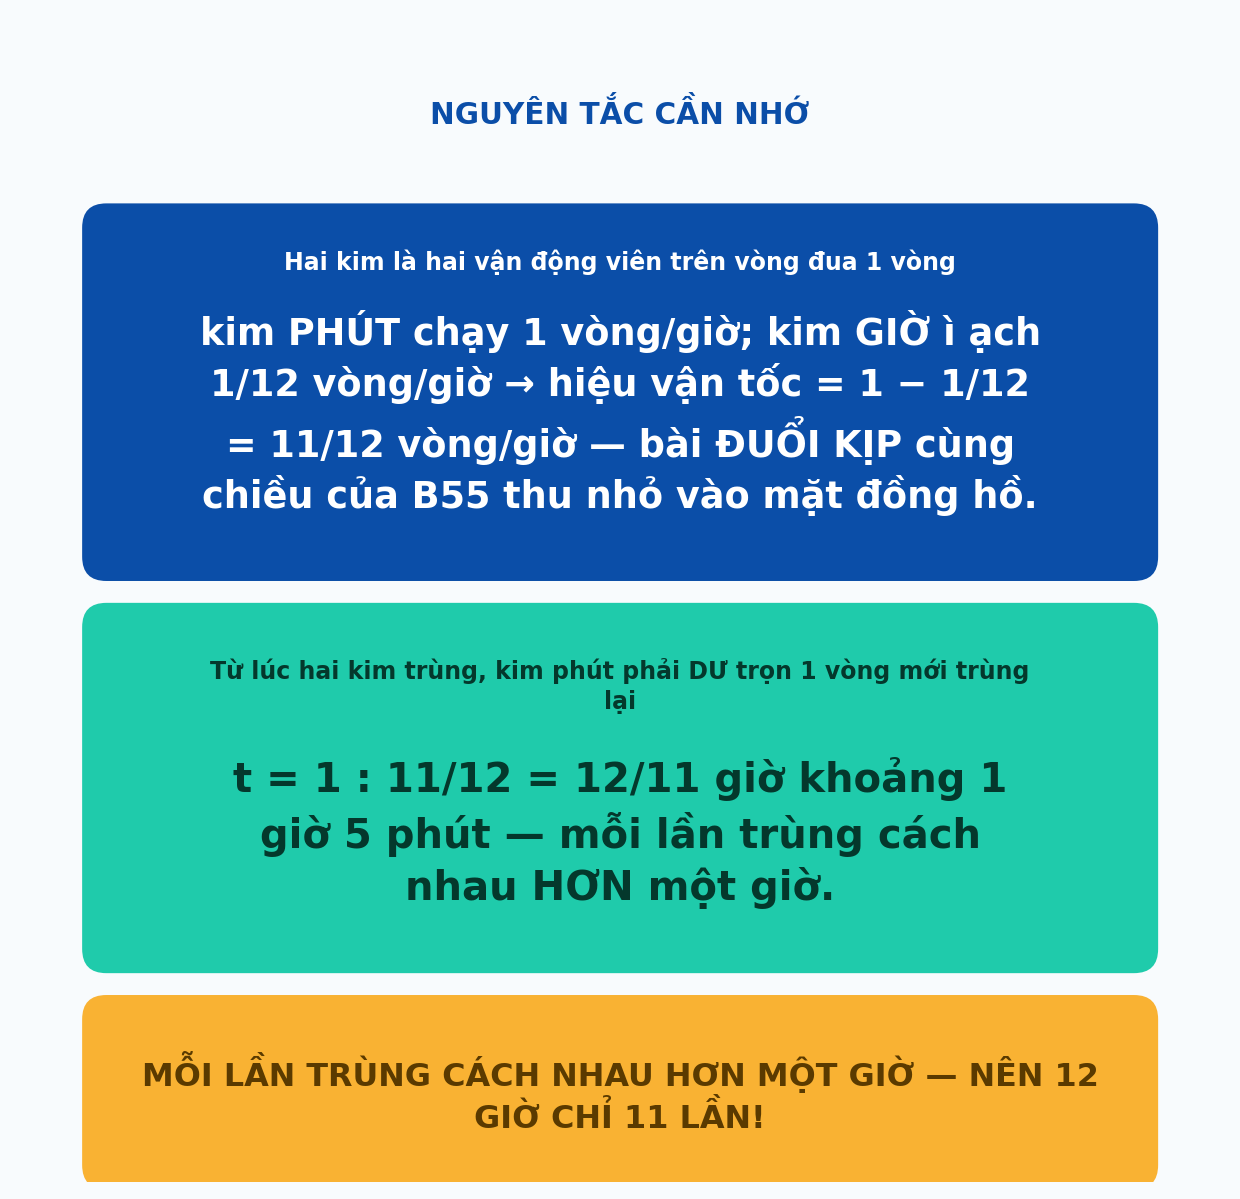 NGUYÊN TẮC CẦN NHỚ
Hai kim là hai vận động viên trên vòng đua 1 vòng
kim PHÚT chạy 1 vòng/giờ; kim GIỜ ì ạch
1/12 vòng/giờ → hiệu vận tốc = 1 − 1/12
= 11/12 vòng/giờ — bài ĐUỔI KỊP cùng
chiều của B55 thu nhỏ vào mặt đồng hồ.
Từ lúc hai kim trùng, kim phút phải DƯ trọn 1 vòng mới trùng
lại
t = 1 : 11/12 = 12/11 giờ khoảng 1
giờ 5 phút — mỗi lần trùng cách
nhau HƠN một giờ.
MỖI LẦN TRÙNG CÁCH NHAU HƠN MỘT GIỜ — NÊN 12
GIỜ CHỈ 11 LẦN!